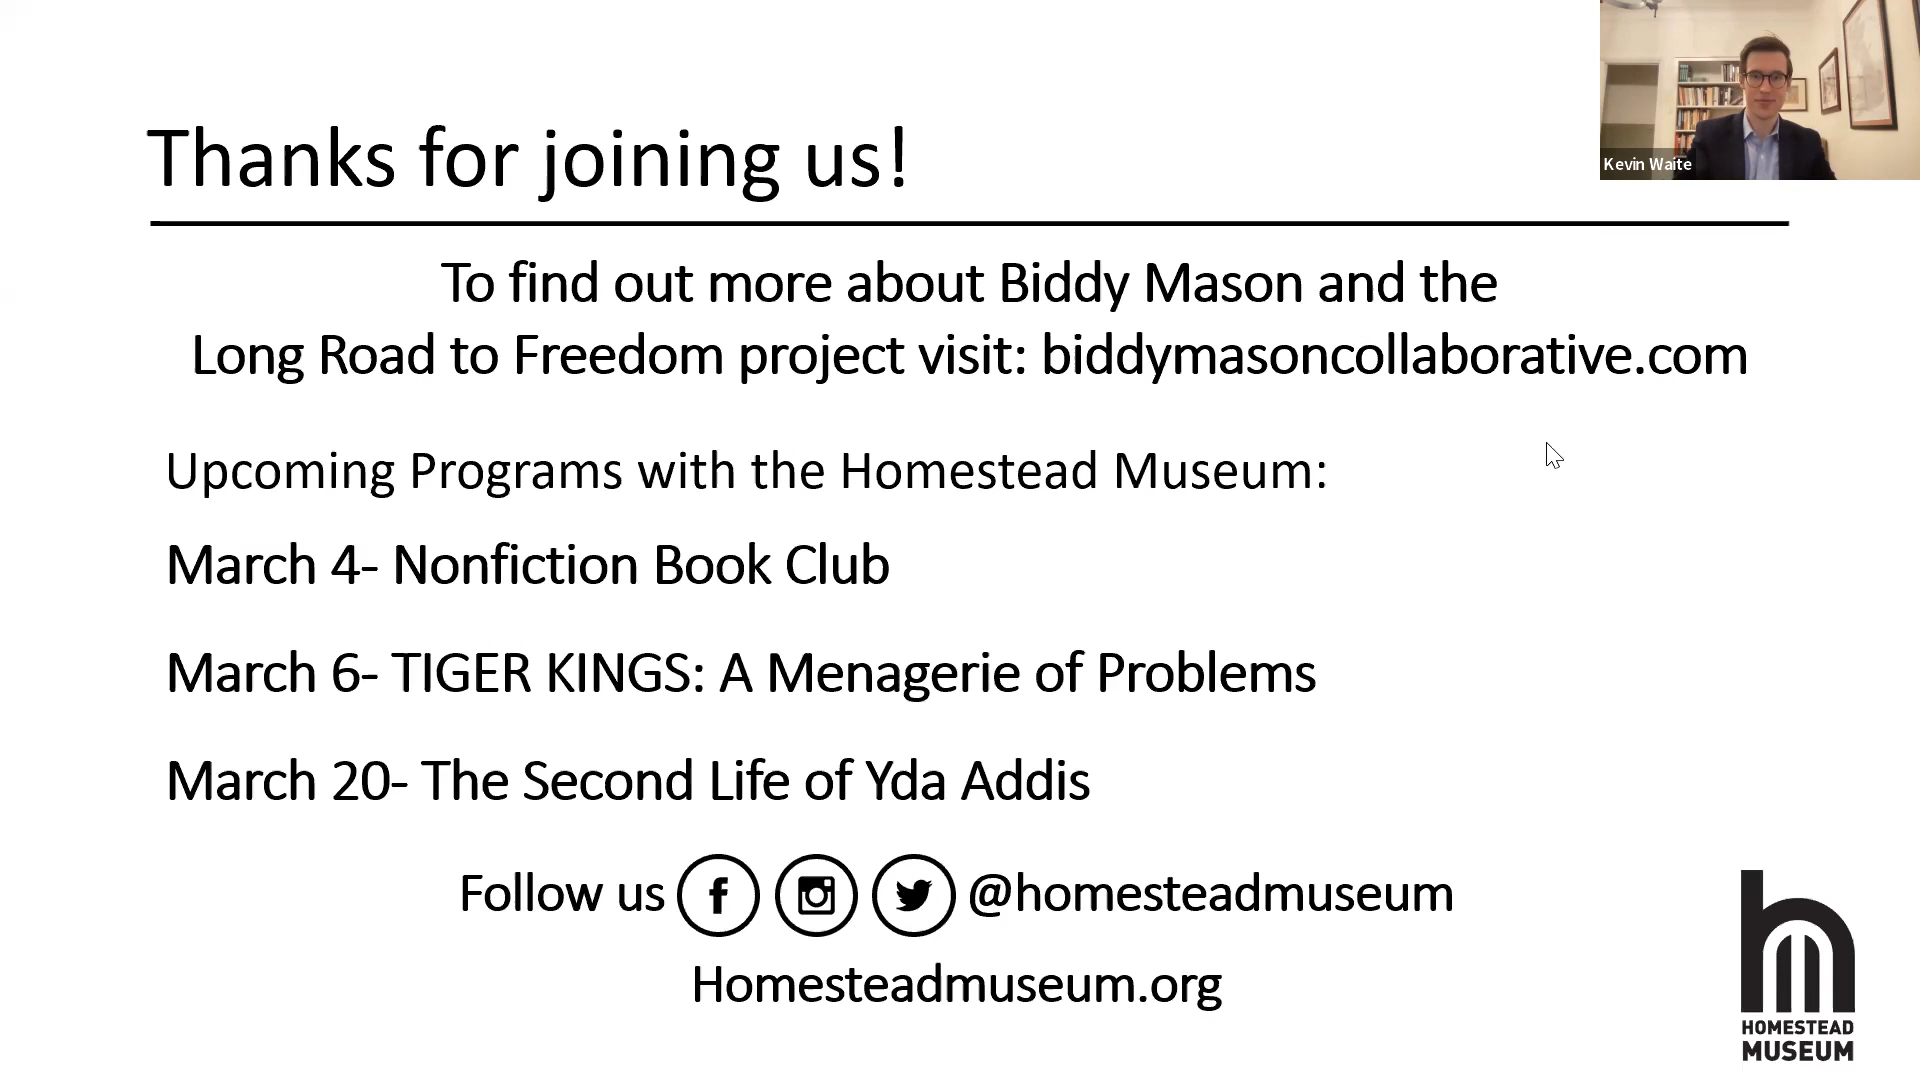 Kevin Waite
Thanks for joining us!
To find out more about Biddy Mason and the
Long Road to Freedom project visit: biddymasoncollaborative.com
Upcoming Programs with the Homestead Museum:
March 4- Nonfiction Book Club
March 6- TIGER KINGS: A Menagerie of Problems
March 20- The Second Life of Yda Addis
Follow us @homesteadmuseum
Homesteadmuseum.org
HOMESTEAD
MUSEUM